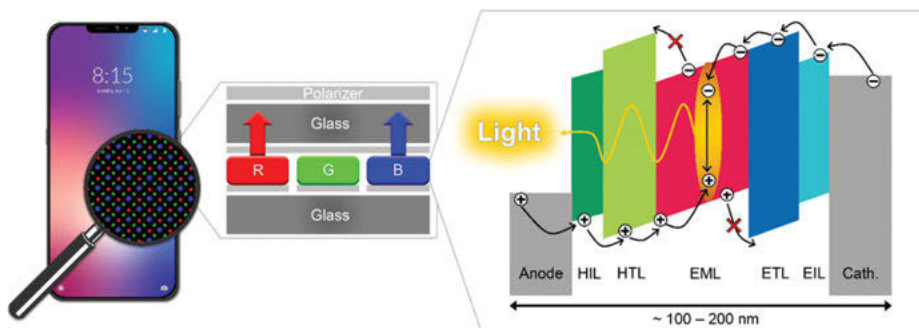 8:15
Polarizer
Glass
R G B
Glass
Light
Anode HIL HTL EML ETL EIL Cath.
~ 100 – 200 nm